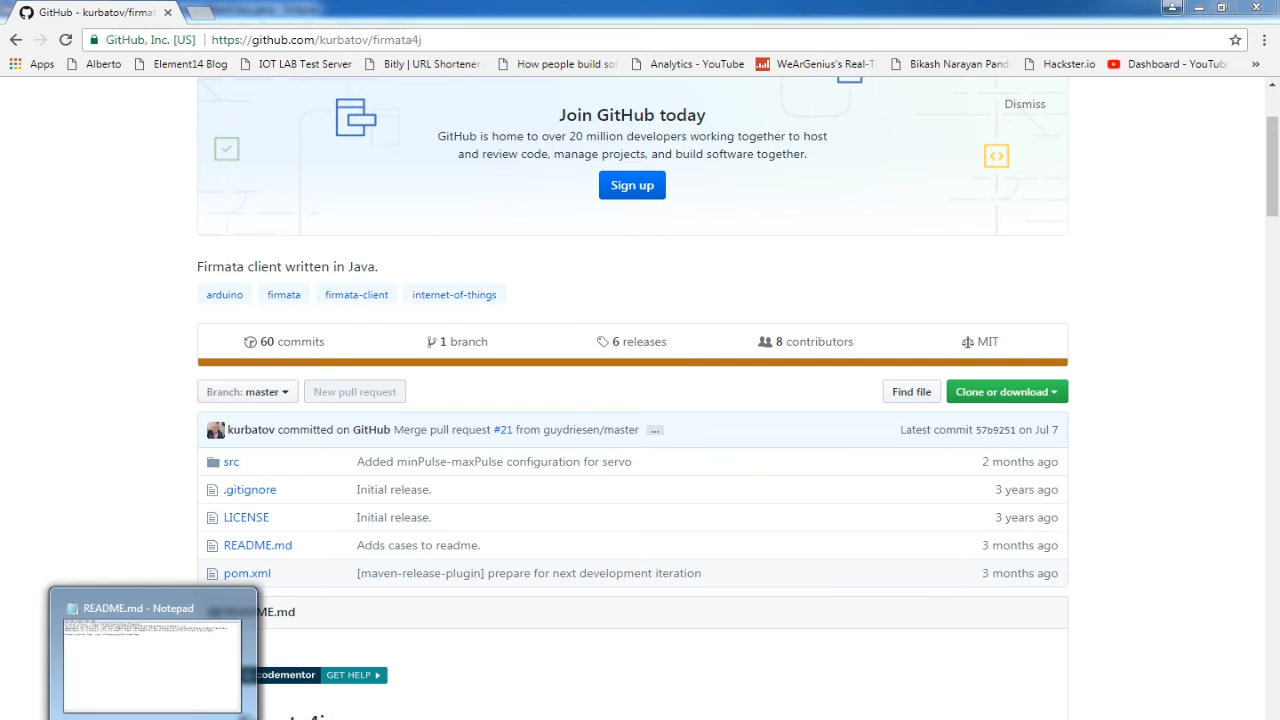 GitHub - kurbatov/firmat
GitHub, Inc. [US] https://github.com/kurbatov/firmata4j
Apps Alberto Element14 Blog IOT LAB Test Server Bitly | URL Shortener How people build so Analytics - YouTube WeArGenius's Real-Ti Bikash Narayan Panda Hackster.io Dashboard - YouTub »
Join GitHub today
Dismiss
GitHub is home to over 20 million developers working together to host
and review code, manage projects, and build software together.
Sign up
Firmata client written in Java.
arduino firmata firmata-client internet-of-things
60 commits 1 branch 6 releases 8 contributors MIT
Branch: master New pull request Find file Clone or download
kurbatov committed on GitHub Merge pull request #21 from guydriesen/master ... Latest commit 57b9251 on Jul 7
src Added minPulse-maxPulse configuration for servo 2 months ago
.gitignore Initial release. 3 years ago
LICENSE Initial release. 3 years ago
README.md Adds cases to readme. 3 months ago
pom.xml [maven-release-plugin] prepare for next development iteration 3 months ago
README.md - Notepad
ME.md
codementor GET HELP